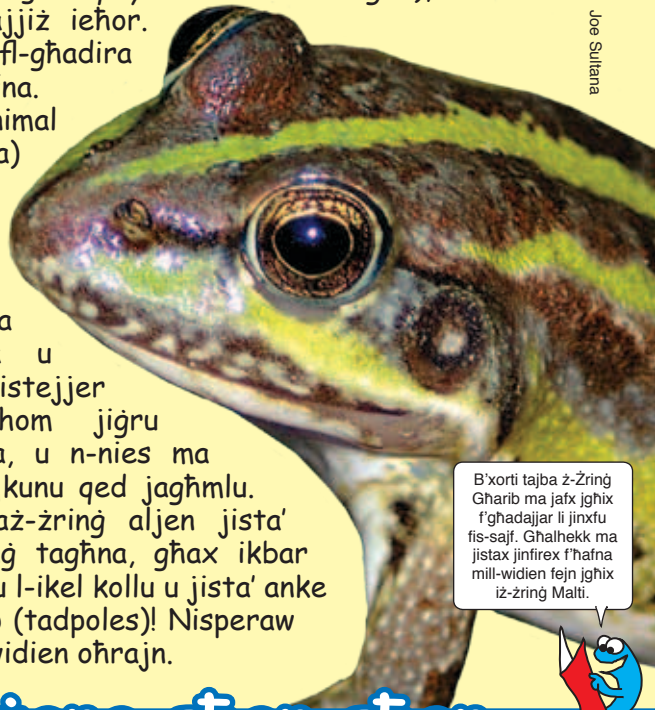 ajjiż ieħor.
fl-għadira
na.
nimal
a)
a
u
istejjer
hom jiġru
a, u n-nies ma
kunu qed jagħmlu.
aż-żrinġ aljen jista'
ġ tagħna, għax ikbar
u l-ikel kollu u jista' anke
(tadpoles)! Nisperaw
widien oħrajn.
Joe Sultana
B'xorti tajba ż-Żrinġ
Għarib ma jafx jgħix
f'għadajjar li jinxfu
fis-sajf. Għalhekk ma
jistax jinfirex f'ħafna
mill-widien fejn jgħix
iż-żrinġ Malti.